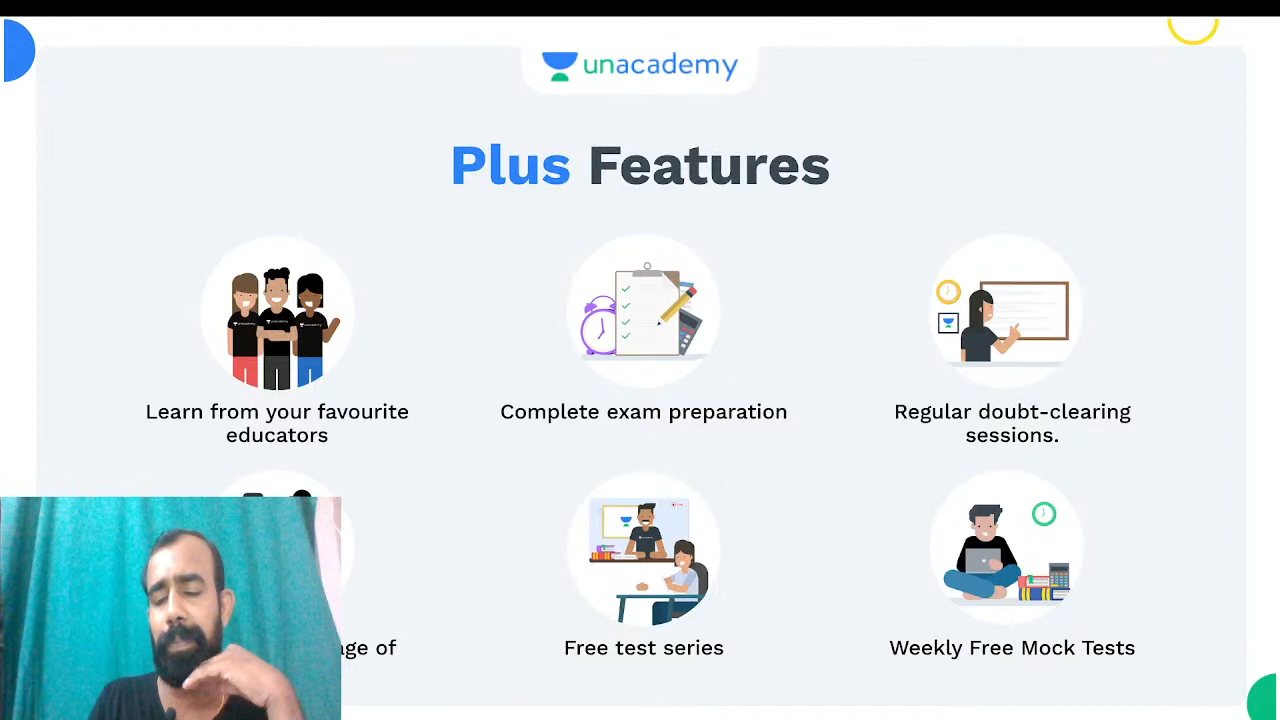 unacademy
Plus Features
Learn from your favourite
educators
Complete exam preparation
Regular doubt-clearing
sessions.
of
Free test series
Weekly Free Mock Tests